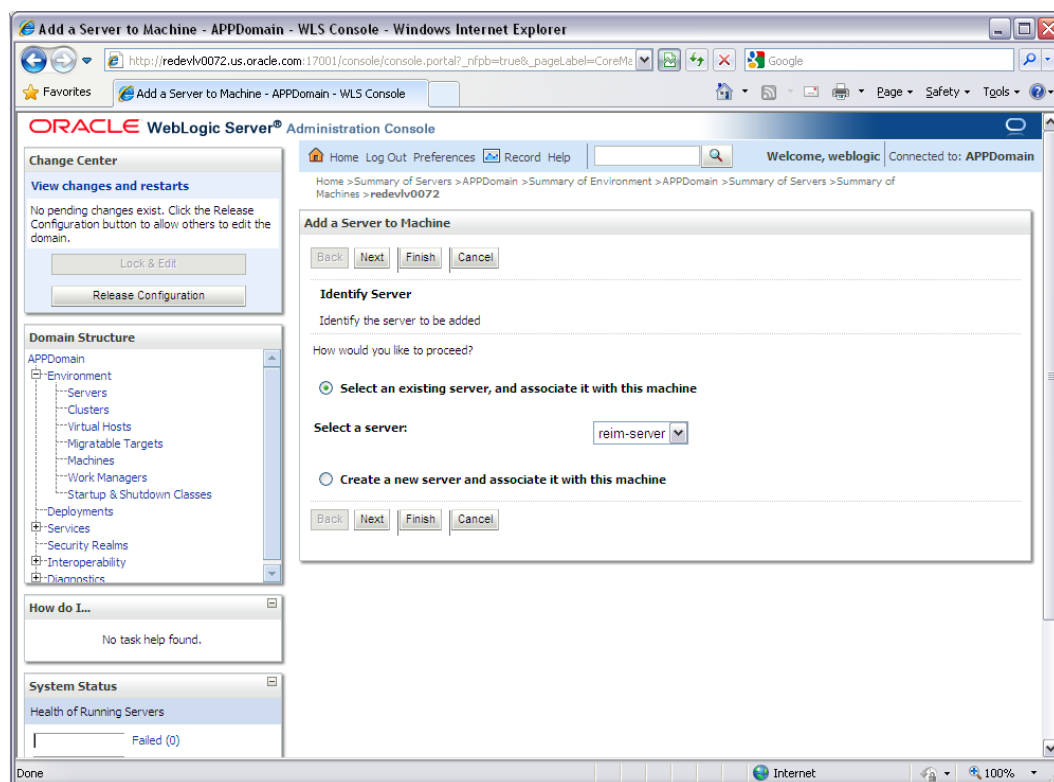 Add a Server to Machine - APPDomain - WLS Console - Windows Internet Explorer
http://redevlv0072.us.oracle.com:17001/console/console.portal?_nfpb=true&_pageLabel=CoreMa
Google
Favorites
Add a Server to Machine - APPDomain - WLS Console
Page
Safety
Tools
ORACLE WebLogic Server® Administration Console
Change Center
View changes and restarts
No pending changes exist. Click the Release
Configuration button to allow others to edit the
domain.
Lock & Edit
Release Configuration
Domain Structure
APPDomain
Environment
Servers
Clusters
Virtual Hosts
Migratable Targets
Machines
Work Managers
Startup & Shutdown Classes
Deployments
Services
Security Realms
Interoperability
Diagnostics
How do I...
No task help found.
System Status
Health of Running Servers
Failed (0)
Home Log Out Preferences Record Help
Welcome, weblogic Connected to: APPDomain
Home >Summary of Servers >APPDomain >Summary of Environment >APPDomain >Summary of Servers >Summary of
Machines >redevlv0072
Add a Server to Machine
Back Next Finish Cancel
Identify Server
Identify the server to be added
How would you like to proceed?
Select an existing server, and associate it with this machine
Select a server: reim-server
Create a new server and associate it with this machine
Back Next Finish Cancel
Done
Internet
100%